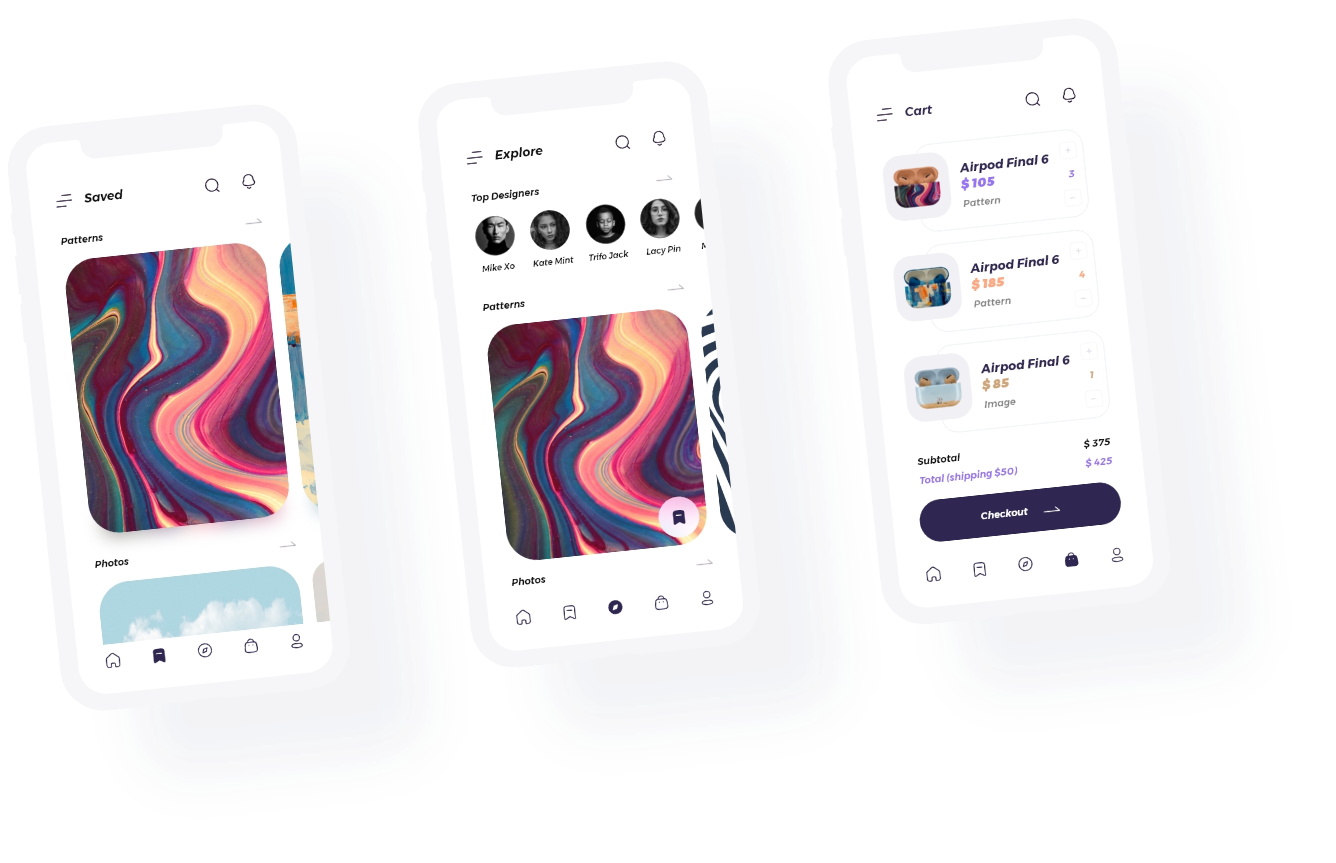 Saved
Patterns
Photos
Explore
Top Designers
Mike Xo
Kate Mint
Trifo Jack
Lacy Pin
M
Patterns
Photos
Cart
Airpod Final 6
$ 105
Pattern
+
3
−
Airpod Final 6
$ 185
Pattern
+
4
−
Airpod Final 6
$ 85
Image
+
1
−
Subtotal
$ 375
Total (shipping $50)
$ 425
Checkout